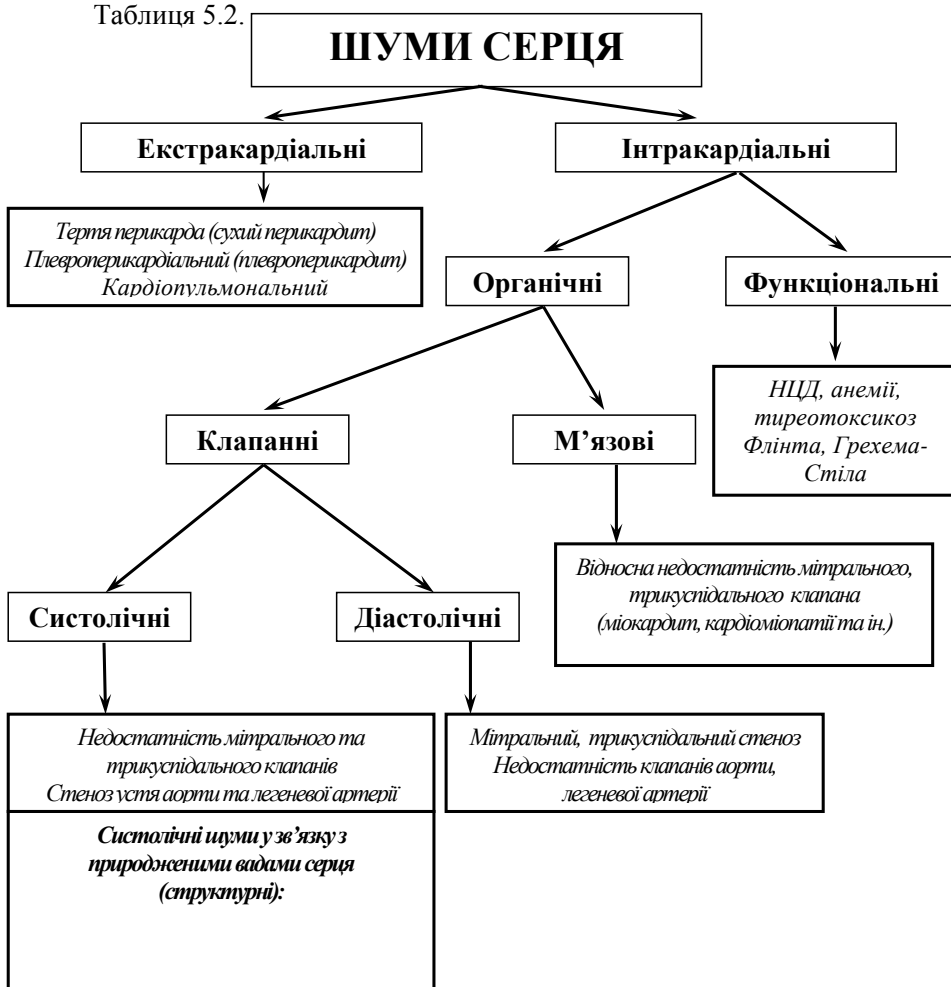 Таблиця 5.2.
ШУМИ СЕРЦЯ
Екстракардіальні
Інтракардіальні
Тертя перикарда (сухий перикардит)
Плевроперикардіальний (плевроперикардит)
Кардіопульмональний
Органічні
Функціональні
НЦД, анемії,
тиреотоксикоз
Флінта, Грехема-
Стіла
Клапанні
М’язові
Відносна недостатність мітрального,
трикуспідального клапана
(міокардит, кардіоміопатії та ін.)
Систолічні
Діастолічні
Недостатність мітрального та
трикуспідального клапанів
Стеноз устя аорти та легеневої артерії
Мітральний, трикуспідальний стеноз
Недостатність клапанів аорти,
легеневої артерії
Систолічні шуми у зв’язку з
природженими вадами серця
(структурні):